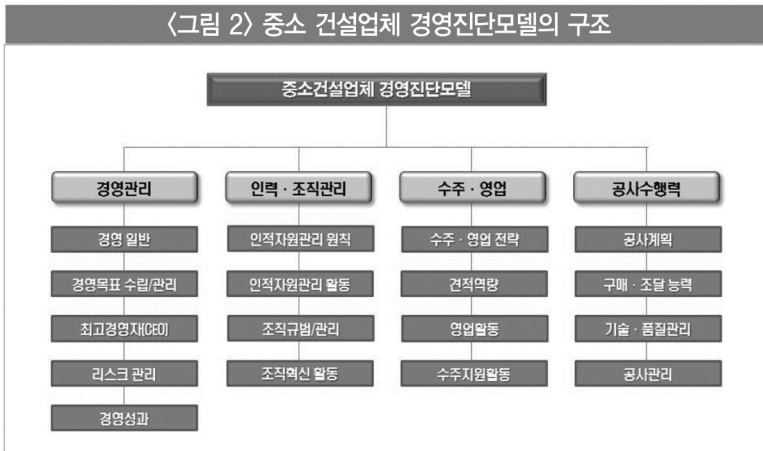 〈그림 2〉 중소 건설업체 경영진단모델의 구조
중소건설업체 경영진단모델
경영관리
경영 일반
경영목표 수립/관리
최고경영자(CEO)
리스크 관리
경영성과
인력 · 조직관리
인적자원관리 원칙
인적자원관리 활동
조직규범/관리
조직혁신 활동
수주 · 영업
수주 · 영업 전략
견적역량
영업활동
수주지원활동
공사수행력
공사계획
구매 · 조달 능력
기술 · 품질관리
공사관리